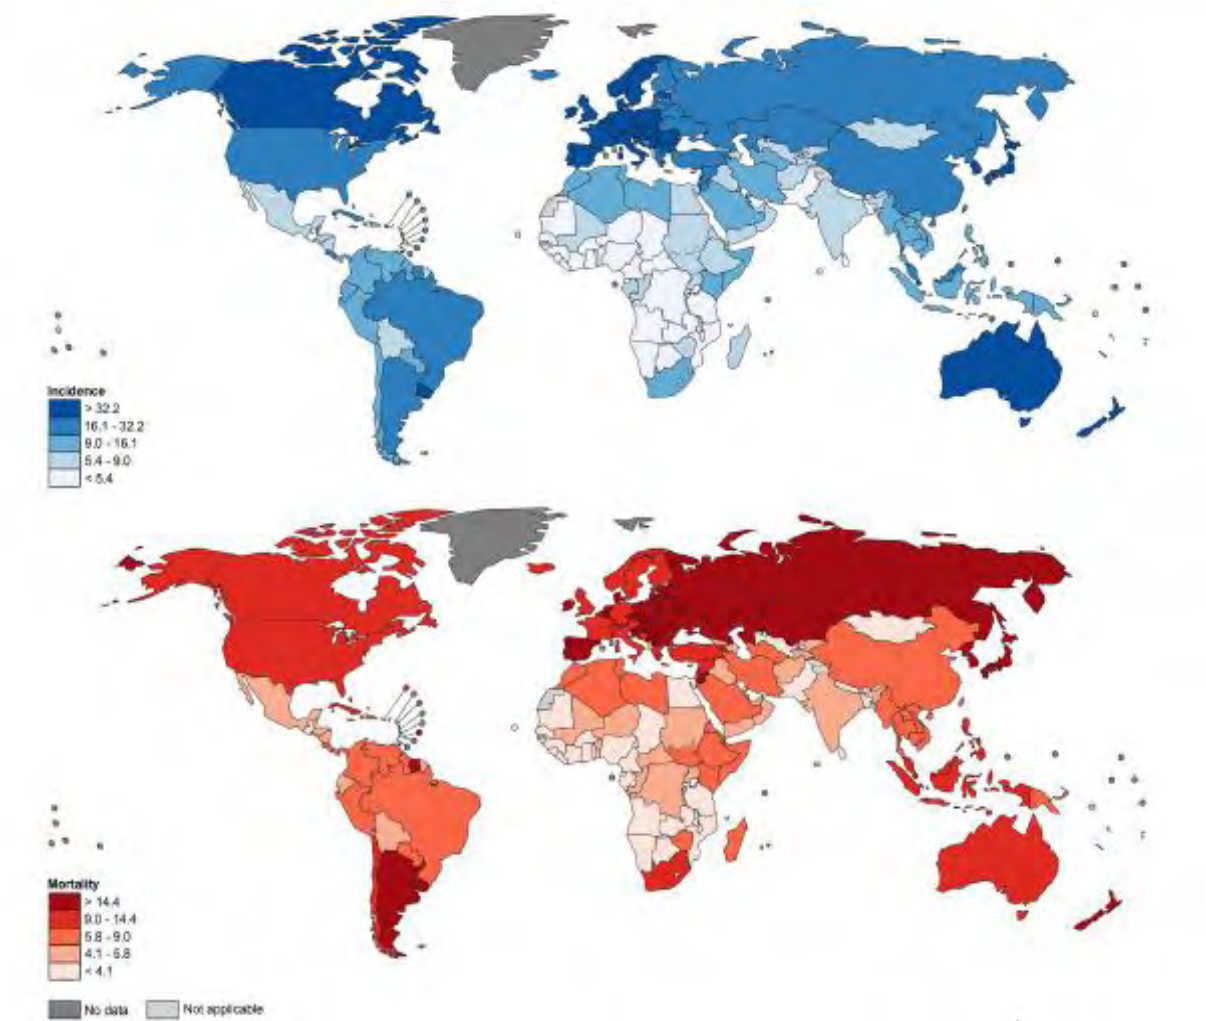 Incidence
> 32.2
16.1 - 32.2
9.0 - 16.1
5.4 - 9.0
< 5.4
Mortality
> 14.4
9.0 - 14.4
5.8 - 9.0
4.1 - 5.8
< 4.1
No data
Not applicable